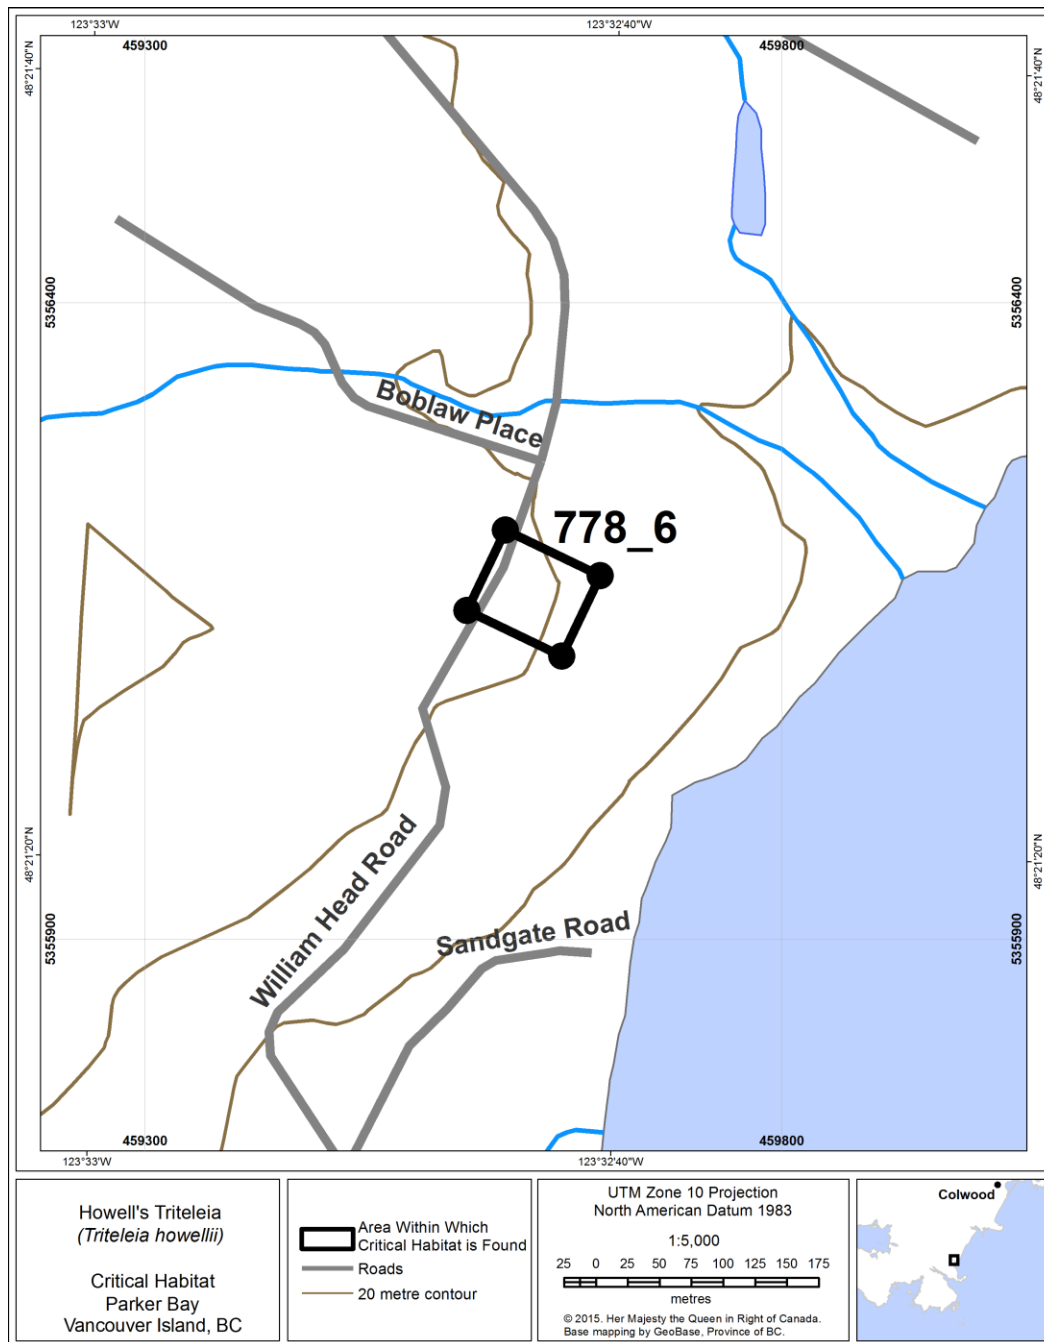 123°33'W
123°32'40"W
459300
459800
48°21'40"N
48°21'40"N
5356400
5356400
Boblaw Place
778_6
48°21'20"N
48°21'20"N
William Head Road
Sandgate Road
5355900
5355900
459300
459800
123°33'W
123°32'40"W
Howell's Triteleia
(Triteleia howellii)
Critical Habitat
Parker Bay
Vancouver Island, BC
Area Within Which
Critical Habitat is Found
Roads
20 metre contour
UTM Zone 10 Projection
North American Datum 1983
1:5,000
25 0 25 50 75 100 125 150 175
metres
© 2015. Her Majesty the Queen in Right of Canada.
Base mapping by GeoBase, Province of BC.
Colwood